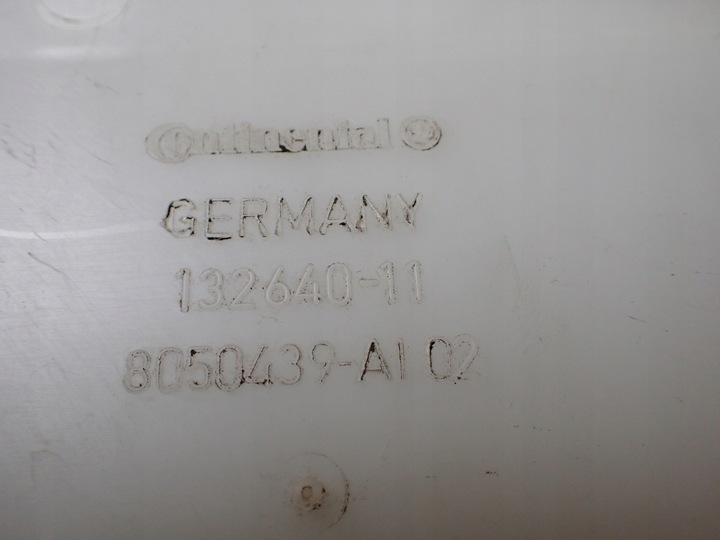 Continental
GERMANY
132640-11
8050439-AI 02